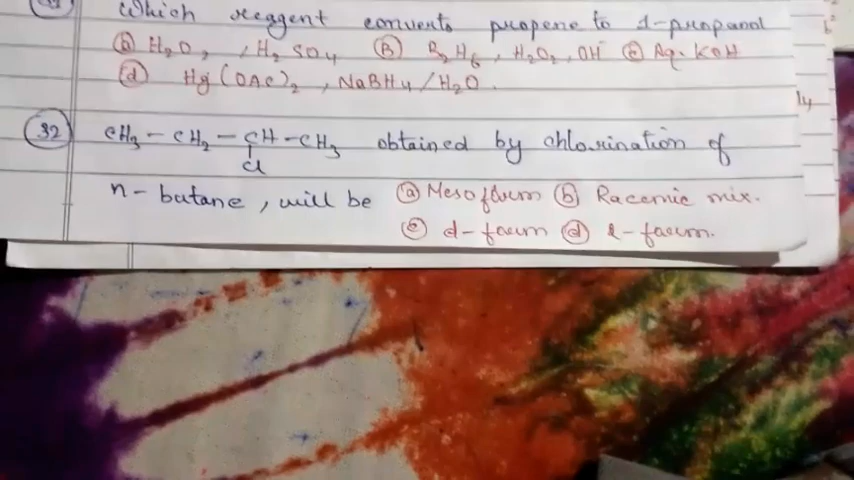 Which reagent converts propene to 1-propanol
(b) H2O, /H2SO4 (B) B2H6, H2O2, OH (c) Aq. KOH
(d) Hg(OAc)2, NaBH4/H2O.
32 CH3-CH2-CH-CH3 obtained by chlorination of
Cl
n-butane, will be (a) Meso form (b) Racemic mix.
(c) d-form (d) l-form.